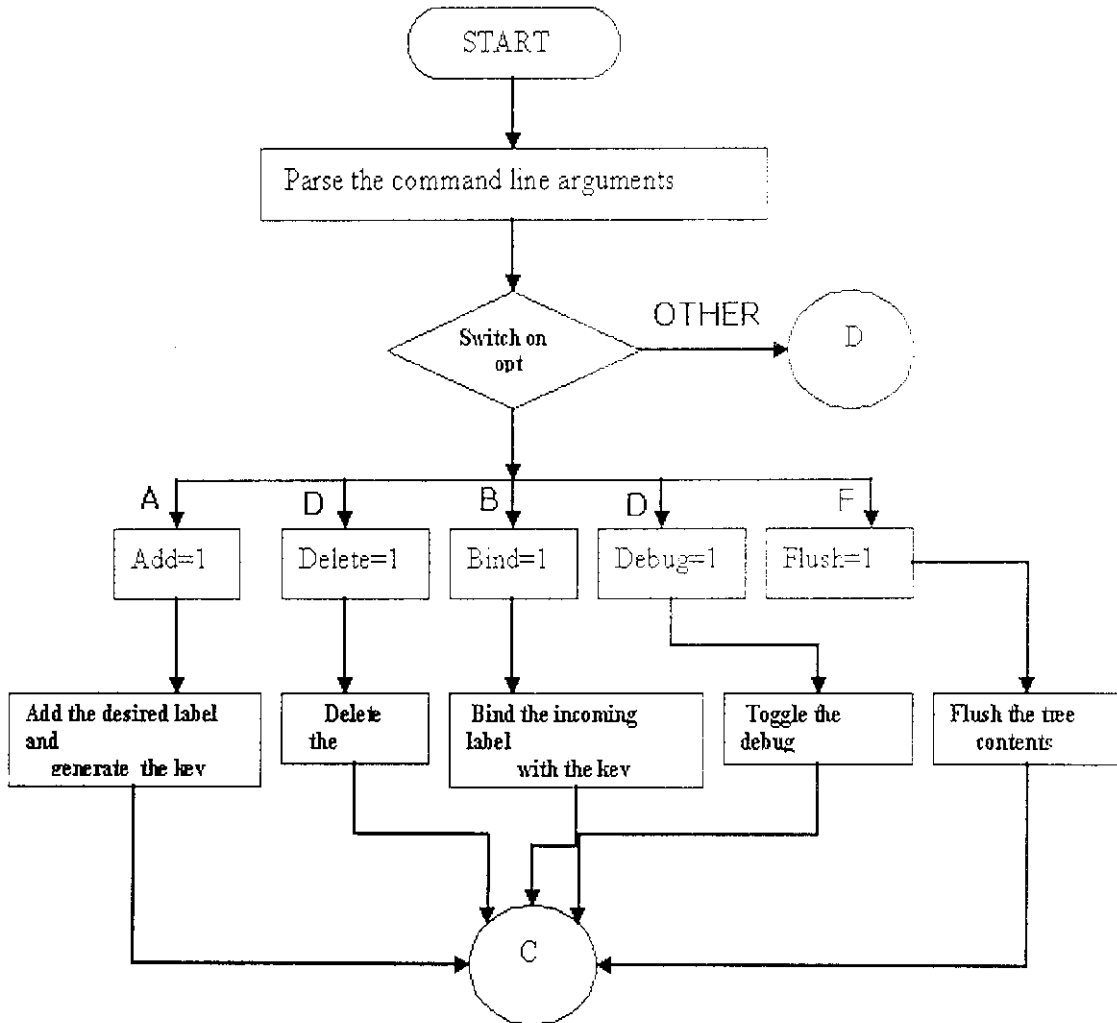 START
Parse the command line arguments
Switch on
opt
OTHER
D
A
D
B
D
F
Add=1
Delete=1
Bind=1
Debug=1
Flush=1
Add the desired label
and
generate the key
Delete
the
Bind the incoming
label
with the key
Toggle the
debug
Flush the tree
contents
C